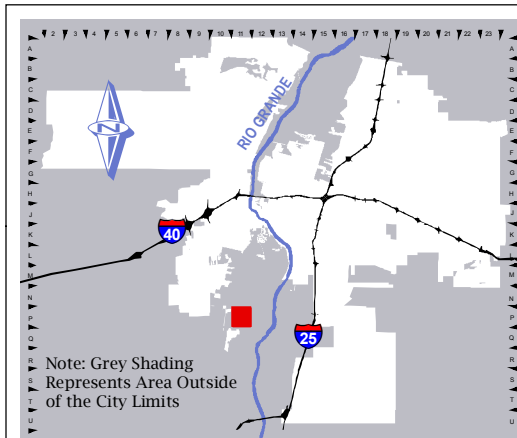 2 3 4 5 6 7 8 9 10 11 12 13 14 15 16 17 18 19 20 21 22 23
A A
B B
C C
D D
E E
F F
G G
H H
J J
K K
L L
M M
N N
P P
Q Q
R R
S S
T T
U U
N
RIO GRANDE
40
25
Note: Grey Shading
Represents Area Outside
of the City Limits